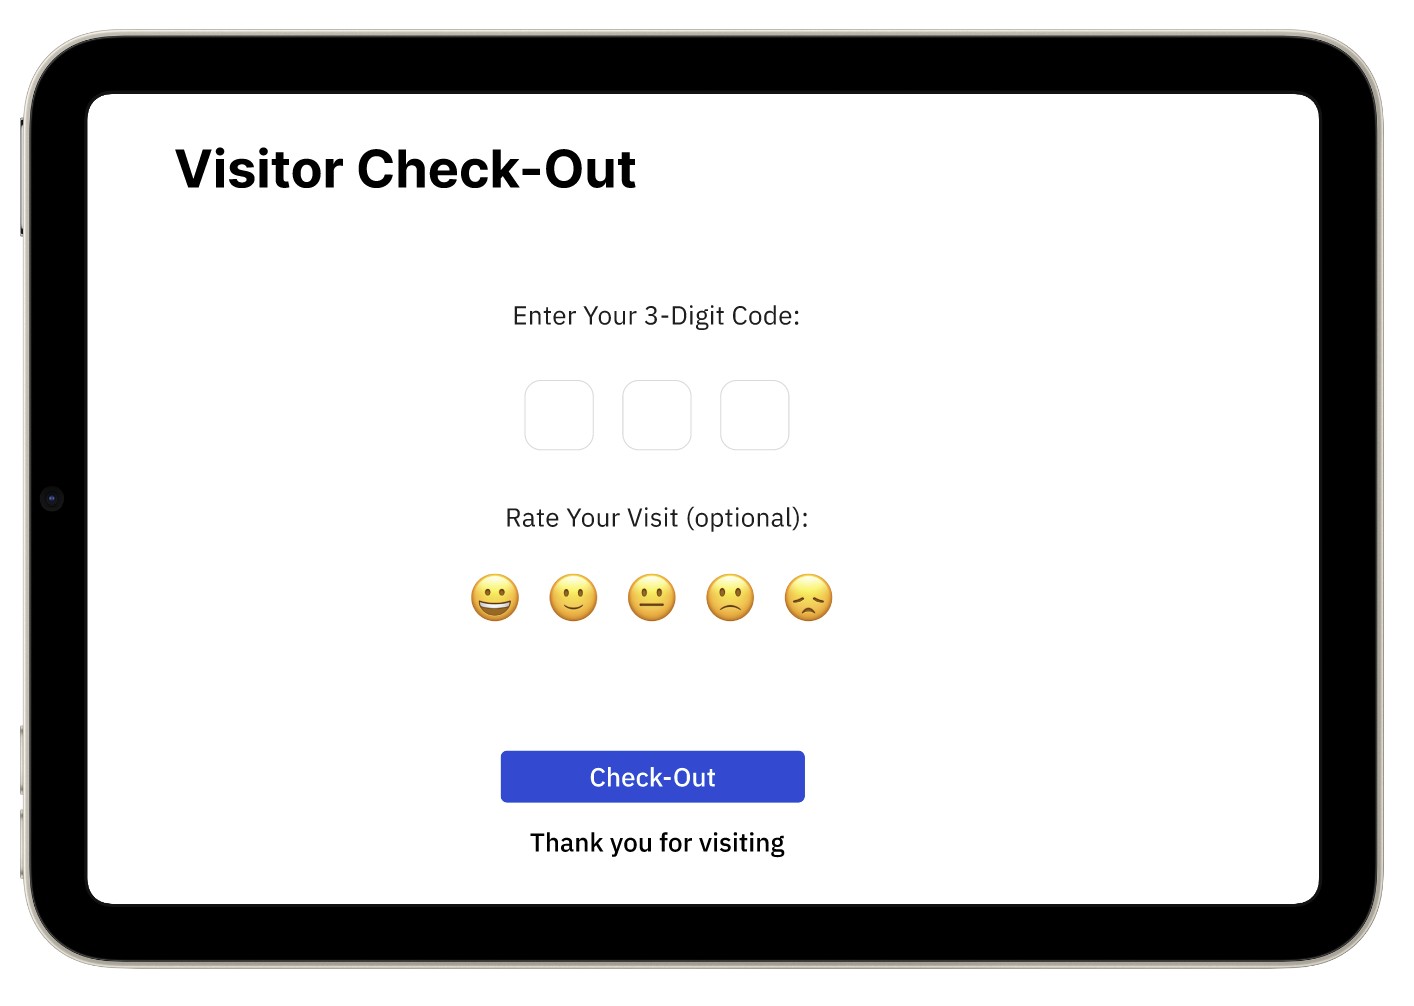 Visitor Check-Out
Enter Your 3-Digit Code:
Rate Your Visit (optional):
Check-Out
Thank you for visiting